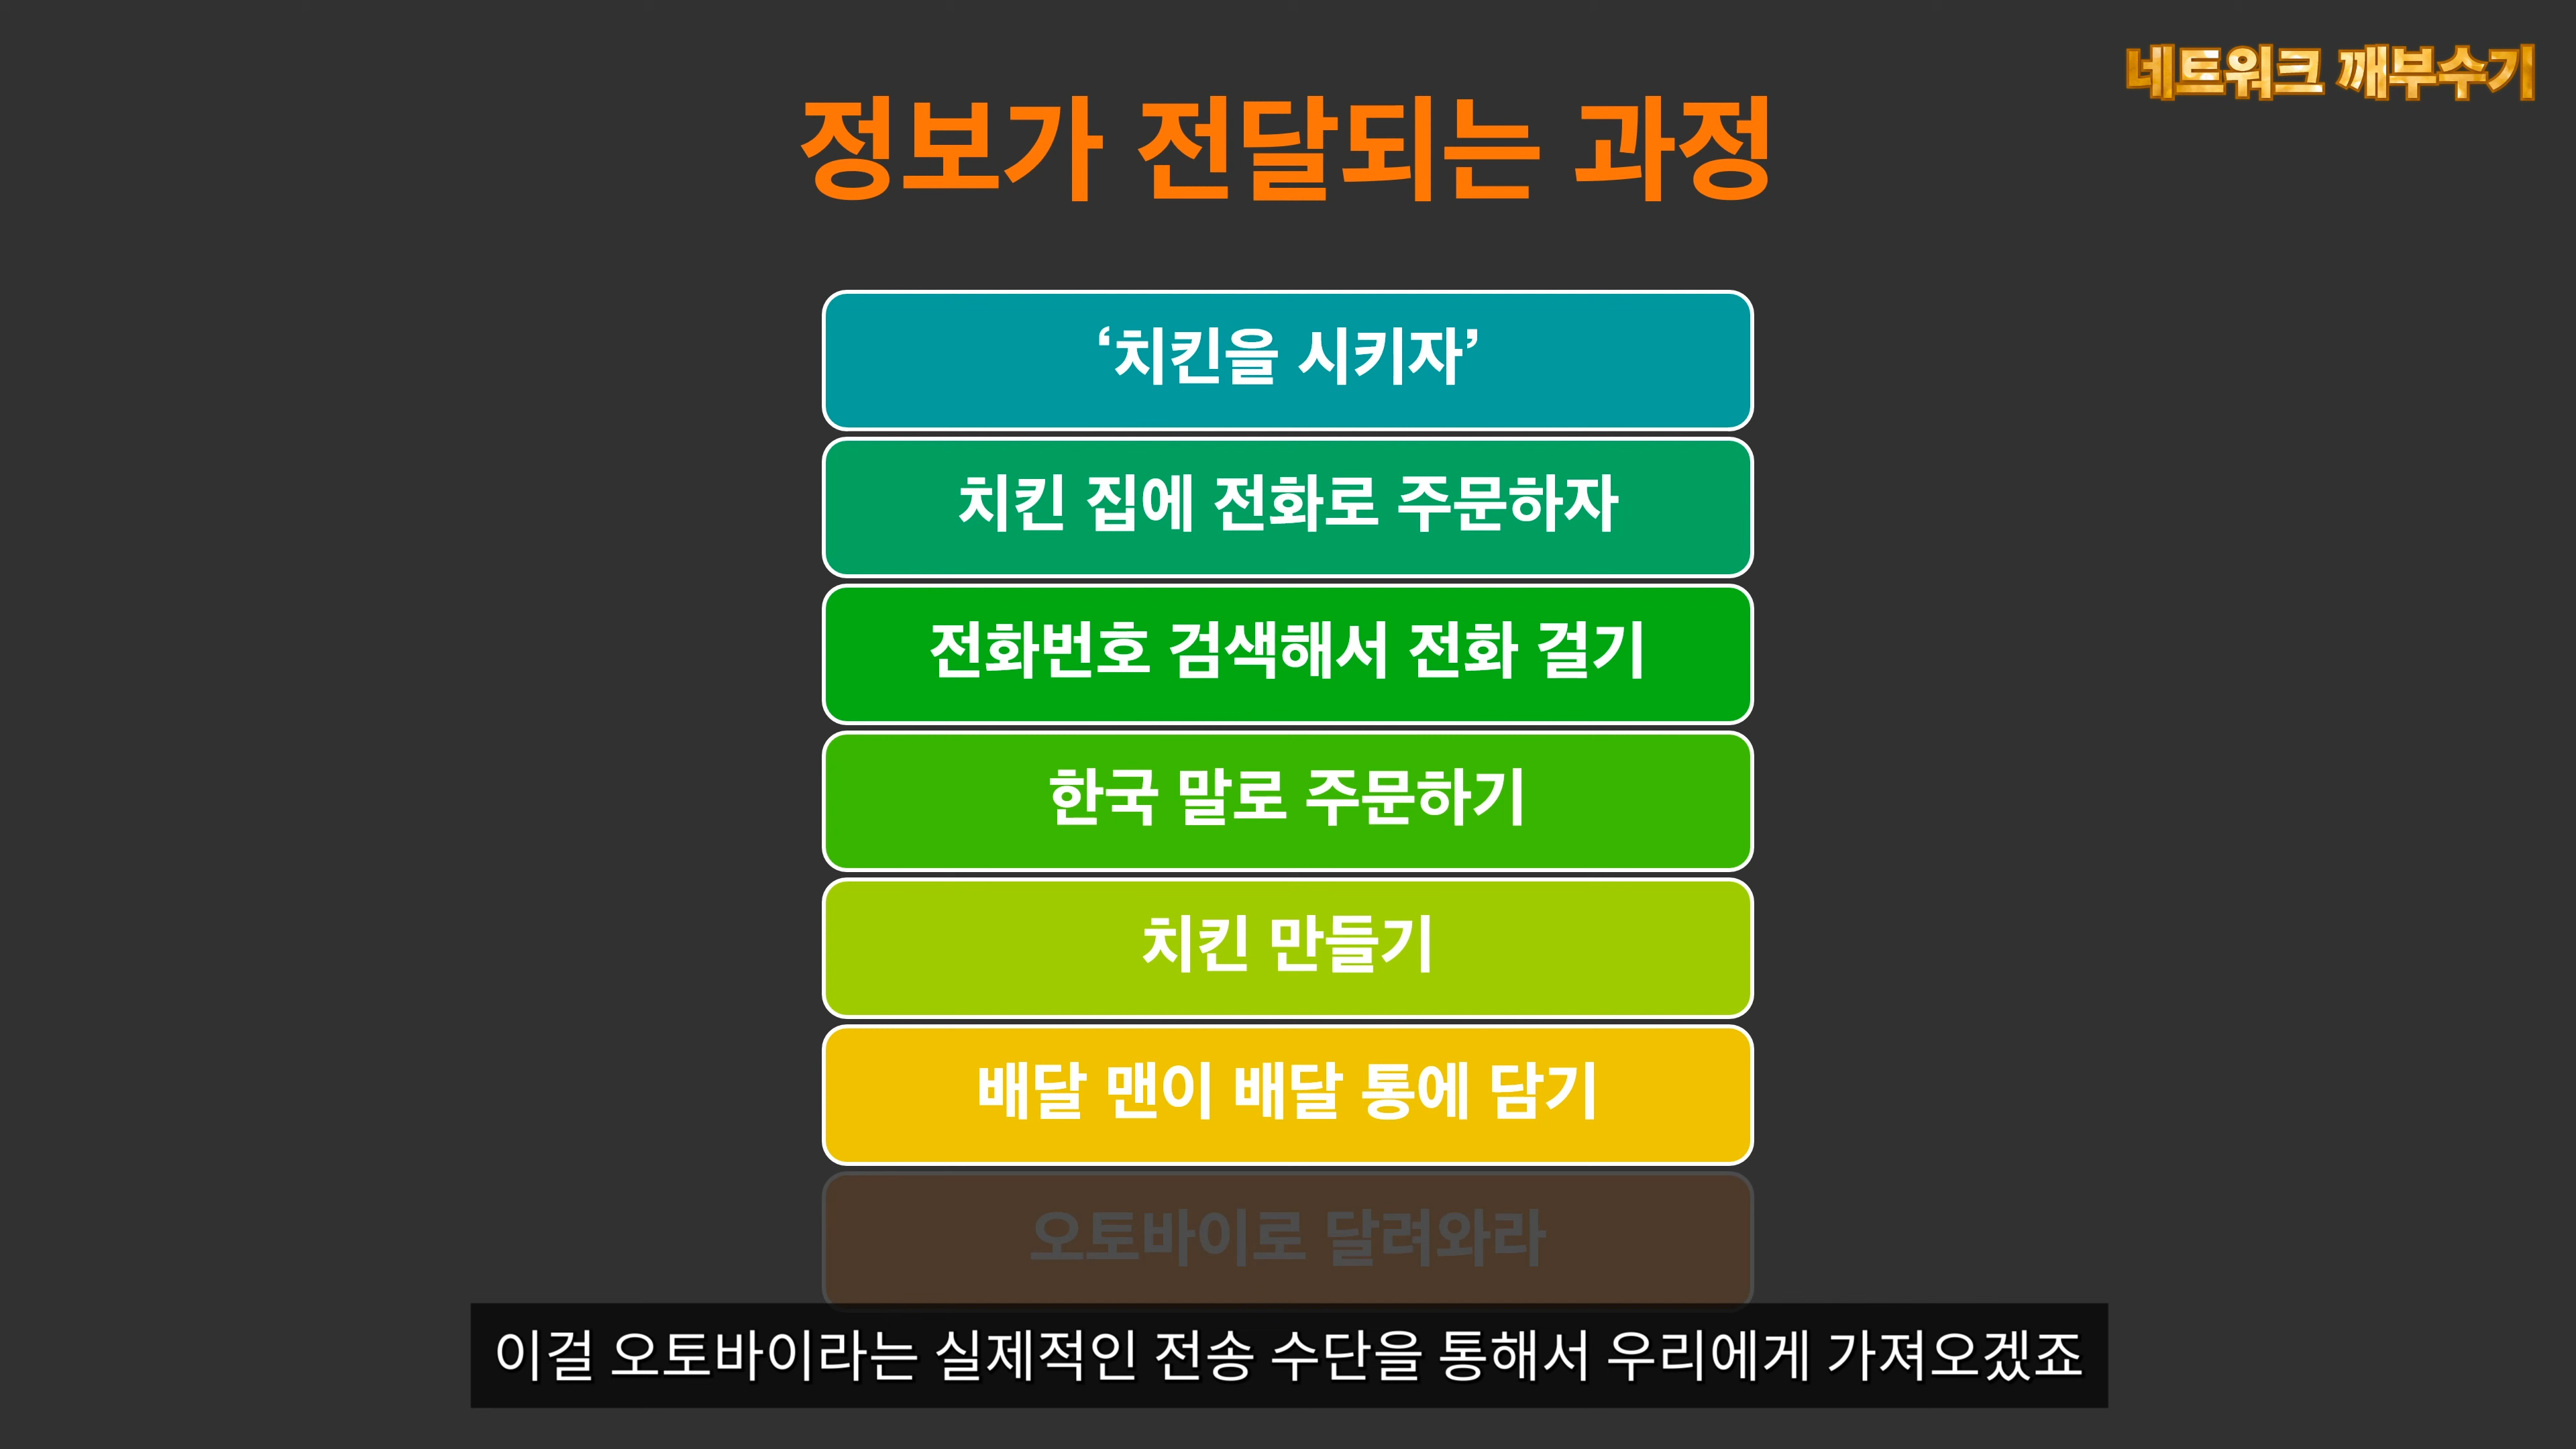 네트워크 깨부수기
정보가 전달되는 과정
‘치킨을 시키자’
치킨 집에 전화로 주문하자
전화번호 검색해서 전화 걸기
한국 말로 주문하기
치킨 만들기
배달 맨이 배달 통에 담기
오토바이로 달려와라
이걸 오토바이라는 실제적인 전송 수단을 통해서 우리에게 가져오겠죠